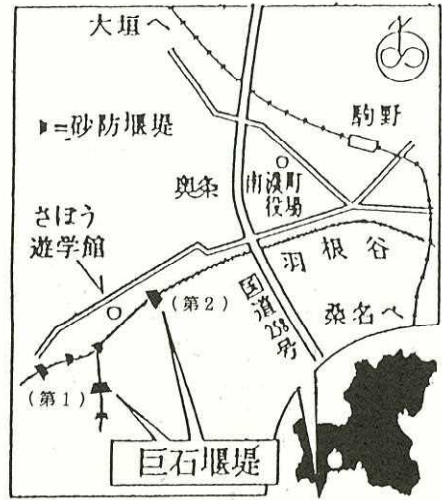 大垣へ
=砂防堰堤
駒野
南濃町
役場
さぼう
遊学館
羽根谷
(第2)
国道258号
桑名へ
(第1)
巨石堰堤